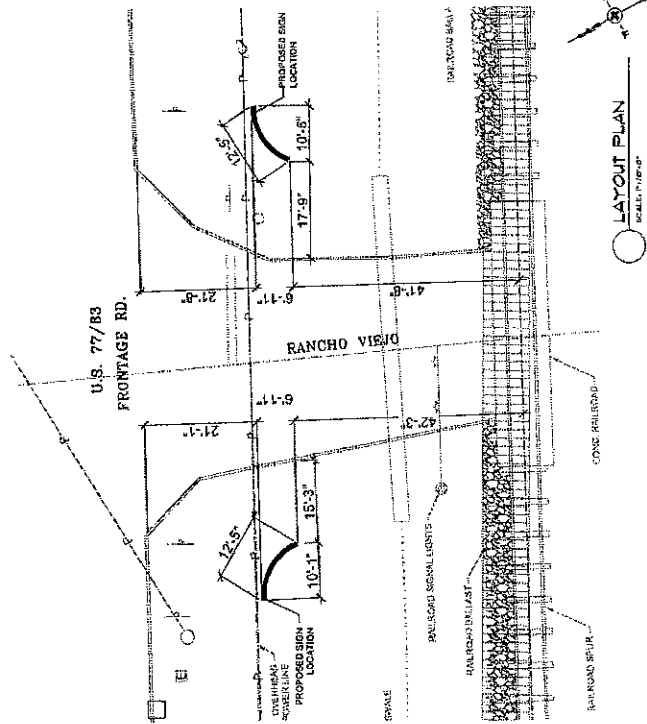 U.S. 77/83
FRONTAGE RD.
RANCHO VIEJO
PROPOSED SIGN
LOCATION
12'-5"
10'-5"
17'-9"
21'-8"
6'-11"
41'-8"
21'-1"
6'-11"
42'-3"
12'-5"
15'-3"
10'-1"
OVERHEAD
POWER LINE
PROPOSED SIGN
LOCATION
RAILROAD SIGNAL LIGHTS
RAILROAD BALLAST
RAILROAD SPUR
CONC. RAILROAD
LAYOUT PLAN